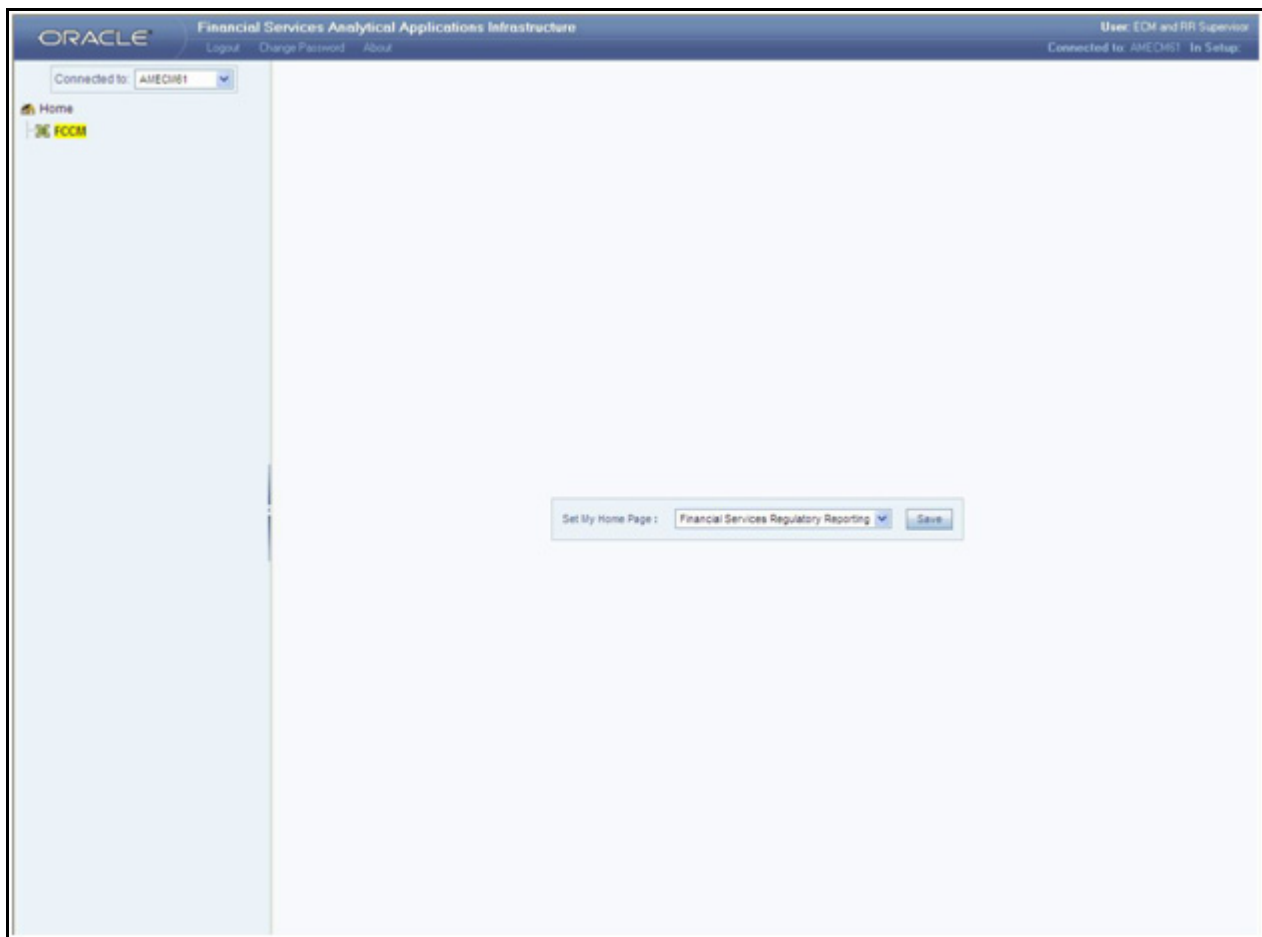 ORACLE
Financial Services Analytical Applications Infrastructure
User: ECM and RR Supervisor
Logout Change Password About
Connected to: AMECM61 In Setup:
Connected to: AMECM61
Home
FCCM
Set My Home Page : Financial Services Regulatory Reporting Save